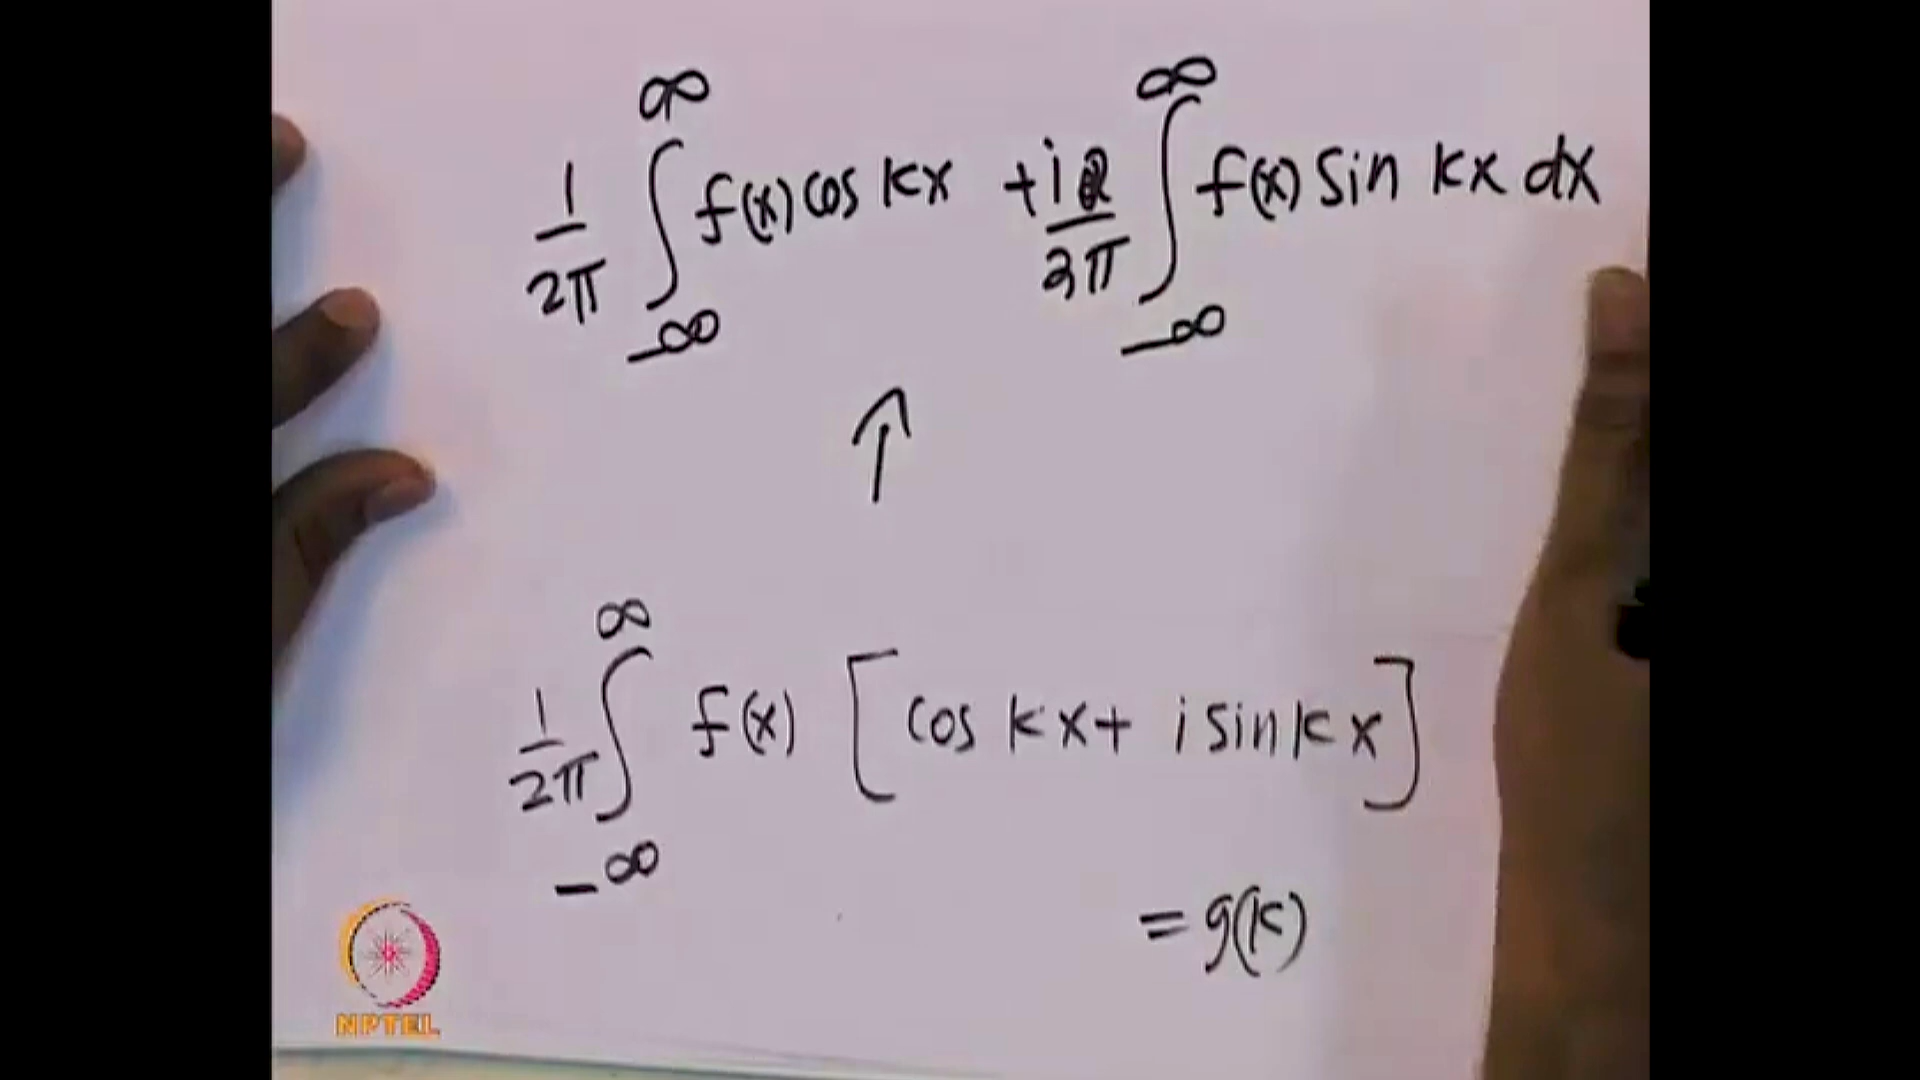 1/2π ∫_{-∞}^{∞} f(x) cos kx + i/2π ∫_{-∞}^{∞} f(x) sin kx dx
↑
1/2π ∫_{-∞}^{∞} f(x) [cos kx + i sin kx]
= g(k)
NPTEL